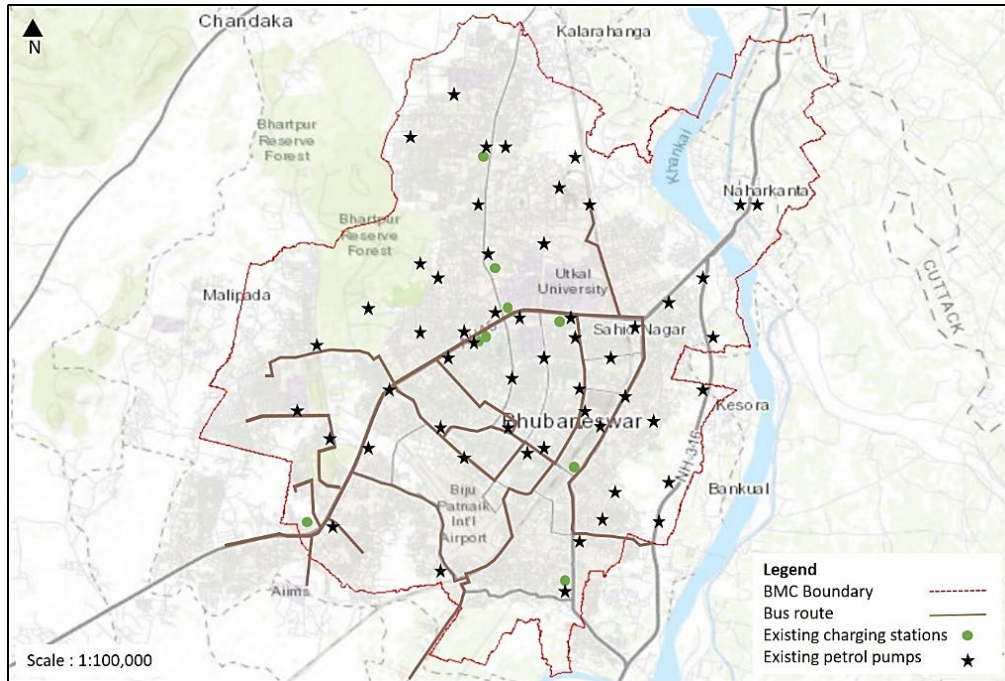 Chandaka
Kalarahanga
N
Bhartpur
Reserve
Forest
Khankai
Naharkanta
Bhartpur
Reserve
Forest
Utkal
University
CUTTACK
Malipada
Sahid Nagar
Kesora
Bhubaneswar
NH-316
Bankual
Biju
Patnaik
Int'l
Airport
Aiims
Legend
BMC Boundary
Bus route
Existing charging stations
Existing petrol pumps
Scale : 1:100,000